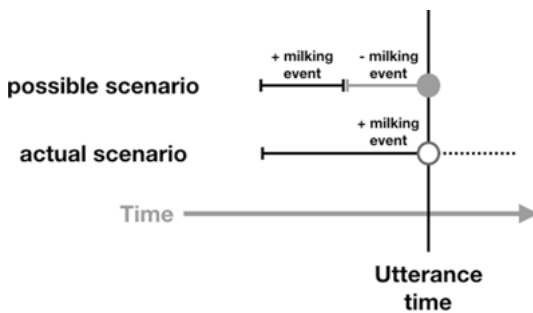 + milking
event
- milking
event
possible scenario
+ milking
event
actual scenario
Time
Utterance
time